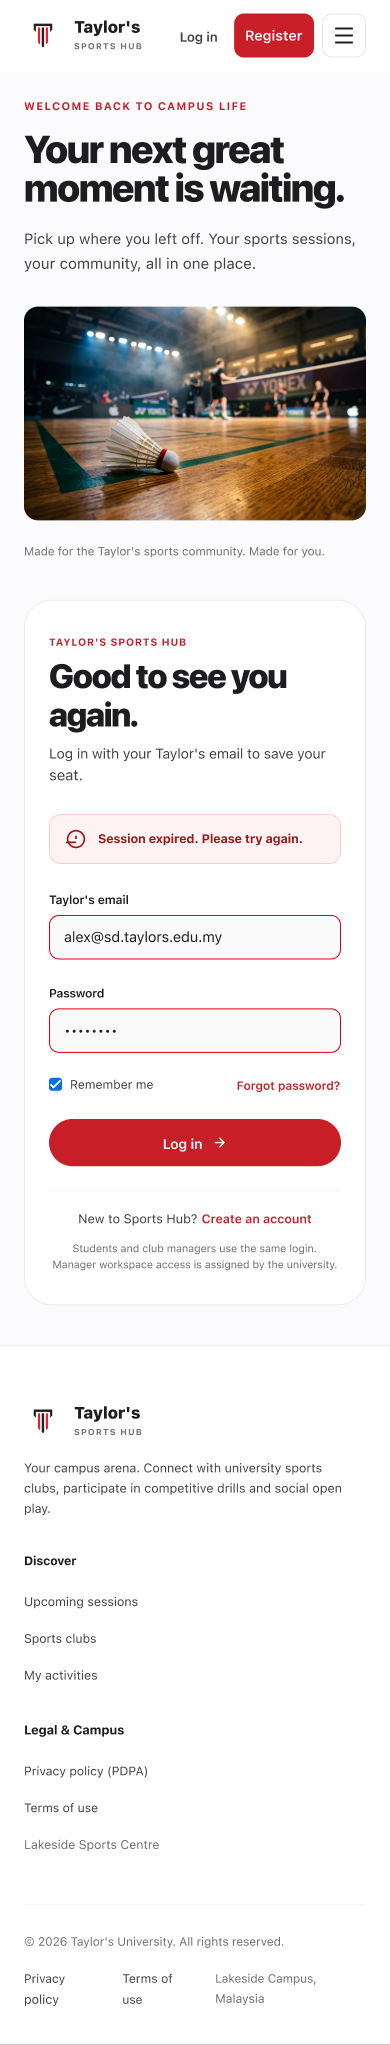 Taylor's
SPORTS HUB
Log in
Register
WELCOME BACK TO CAMPUS LIFE
Your next great
moment is waiting.
Pick up where you left off. Your sports sessions,
your community, all in one place.
YONEX
YONEX
Made for the Taylor's sports community. Made for you.
TAYLOR'S SPORTS HUB
Good to see you
again.
Log in with your Taylor's email to save your
seat.
Session expired. Please try again.
Taylor's email
alex@sd.taylors.edu.my
Password
Remember me
Forgot password?
Log in
New to Sports Hub? Create an account
Students and club managers use the same login.
Manager workspace access is assigned by the university.
Taylor's
SPORTS HUB
Your campus arena. Connect with university sports
clubs, participate in competitive drills and social open
play.
Discover
Upcoming sessions
Sports clubs
My activities
Legal & Campus
Privacy policy (PDPA)
Terms of use
Lakeside Sports Centre
© 2026 Taylor's University. All rights reserved.
Privacy
policy
Terms of
use
Lakeside Campus,
Malaysia